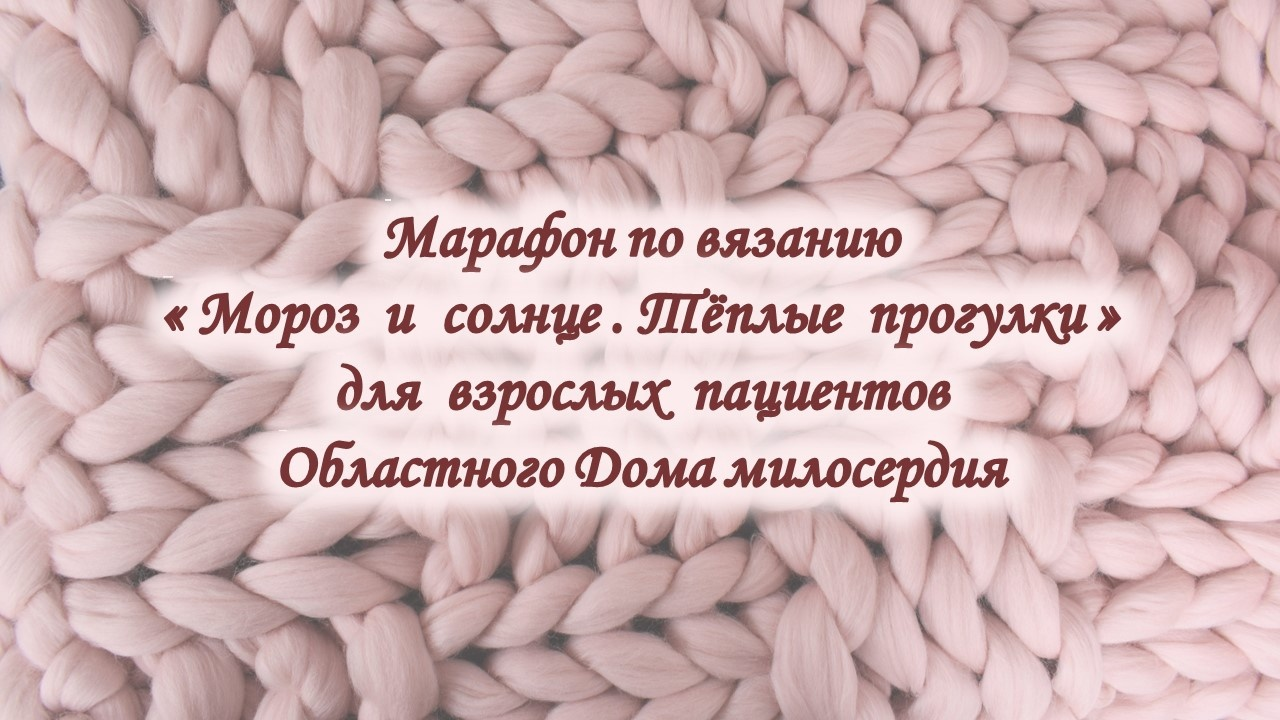 Марафон по вязанию
« Мороз и солнце . Тёплые прогулки »
для взрослых пациентов
Областного Дома милосердия